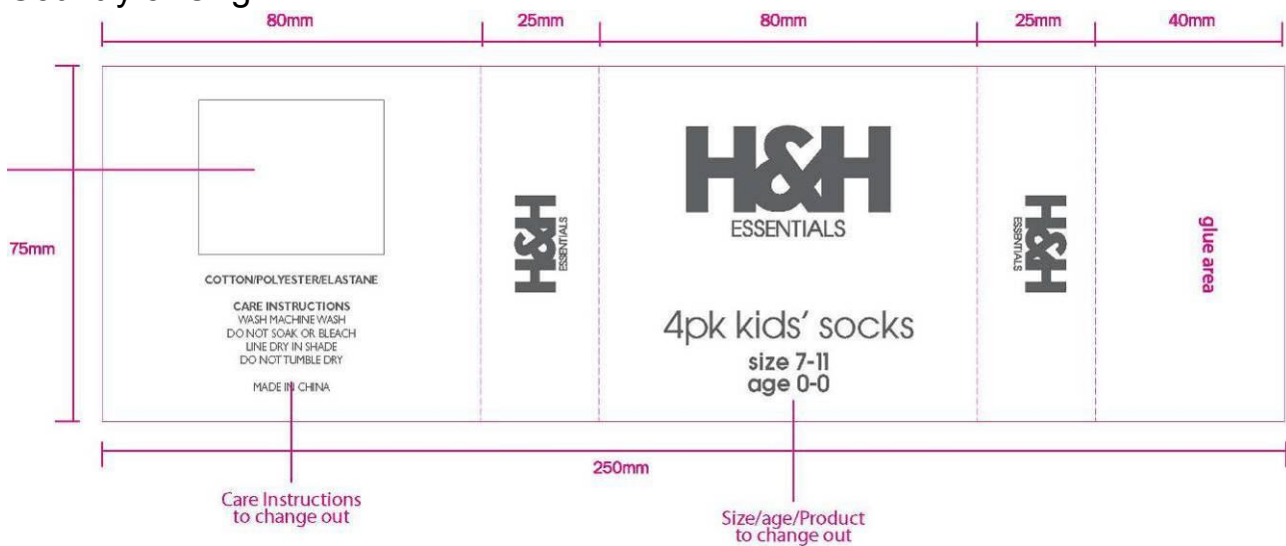 80mm
25mm
80mm
25mm
40mm
75mm
COTTON/POLYESTER/ELASTANE
CARE INSTRUCTIONS
WASH MACHINE WASH
DO NOT SOAK OR BLEACH
LINE DRY IN SHADE
DO NOT TUMBLE DRY
MADE IN CHINA
H&H
ESSENTIALS
H&H
ESSENTIALS
4pk kids' socks
size 7-11
age 0-0
H&H
ESSENTIALS
glue area
250mm
Care Instructions
to change out
Size/age/Product
to change out